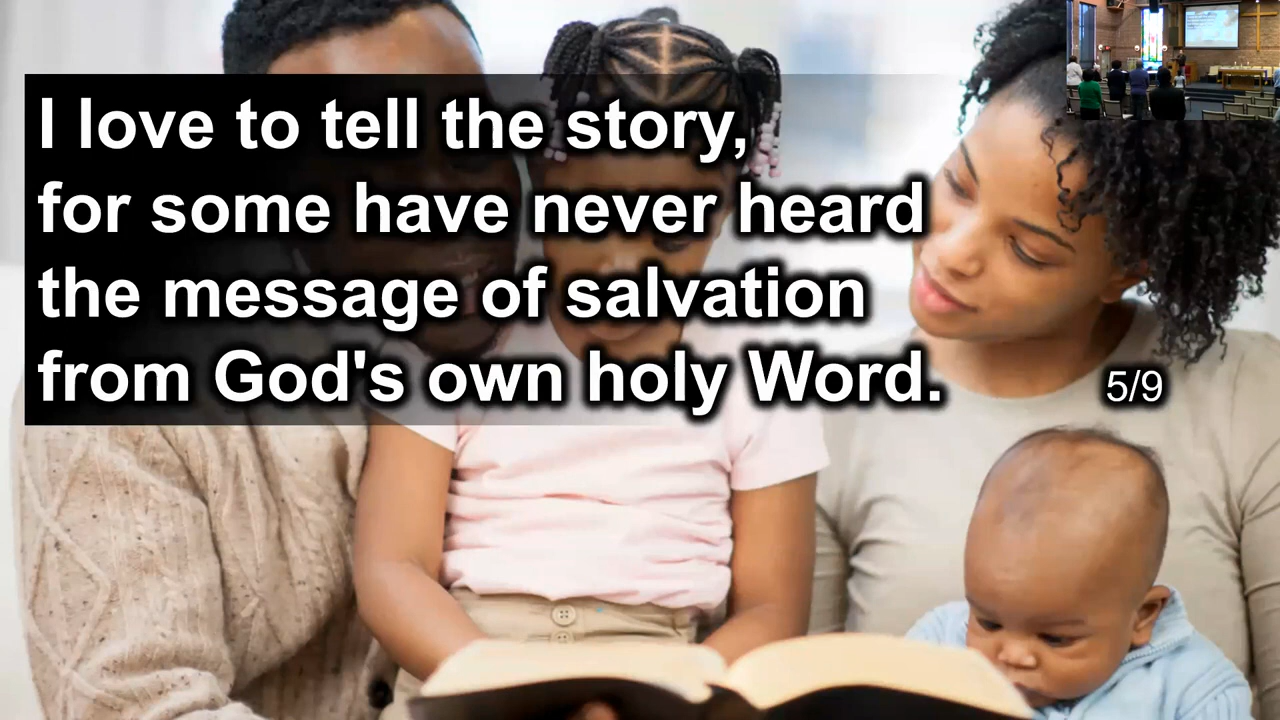 I love to tell the story,
for some have never heard
the message of salvation
from God's own holy Word.
5/9